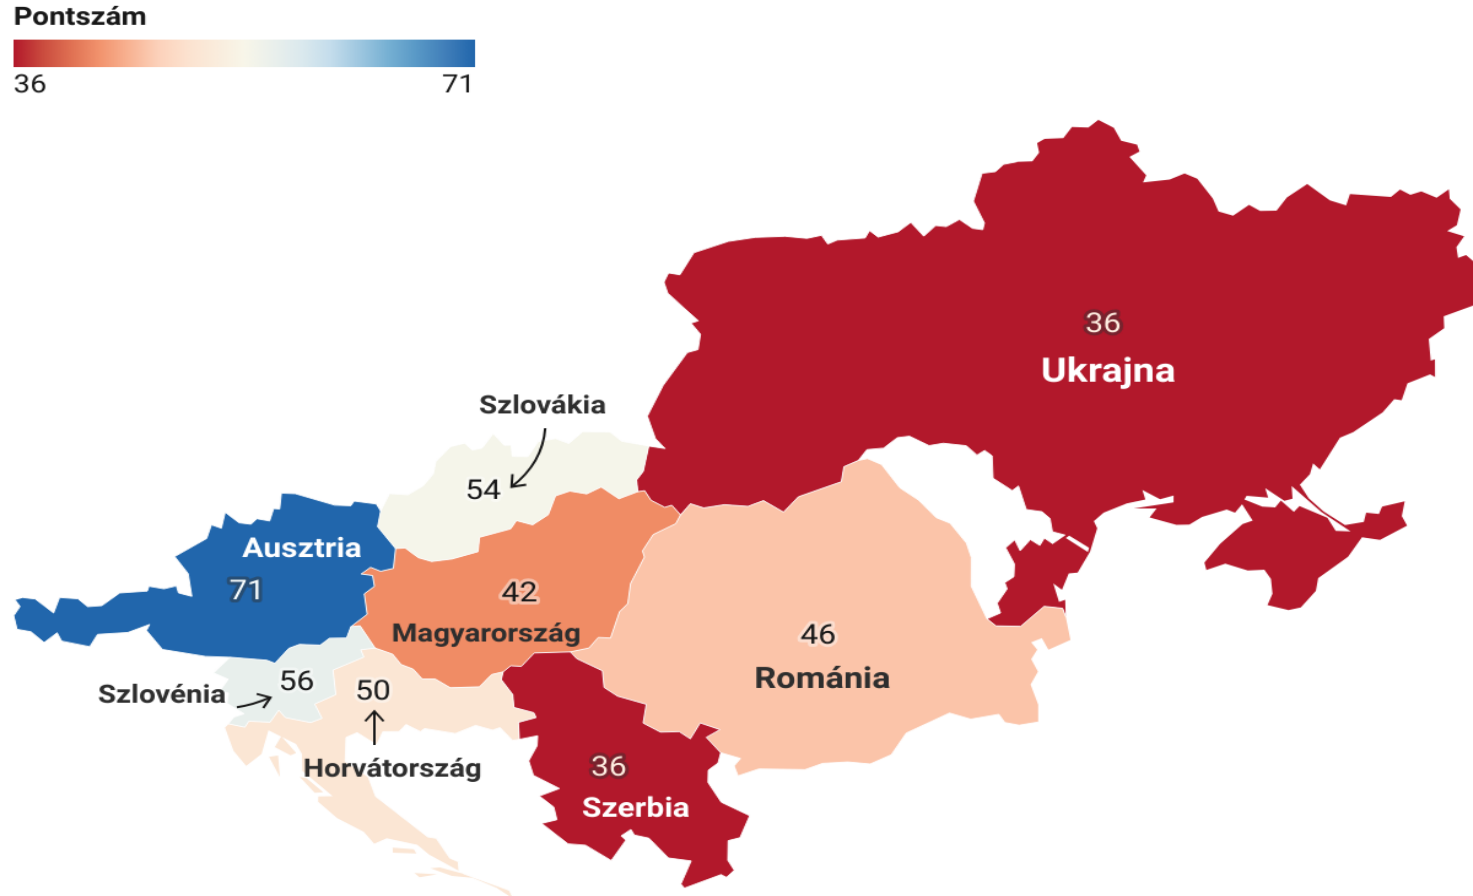 Pontszám
36
71
36
Ukrajna
Szlovákia
54
Ausztria
71
42
Magyarország
46
Románia
56
Szlovénia
50
Horvátország
36
Szerbia